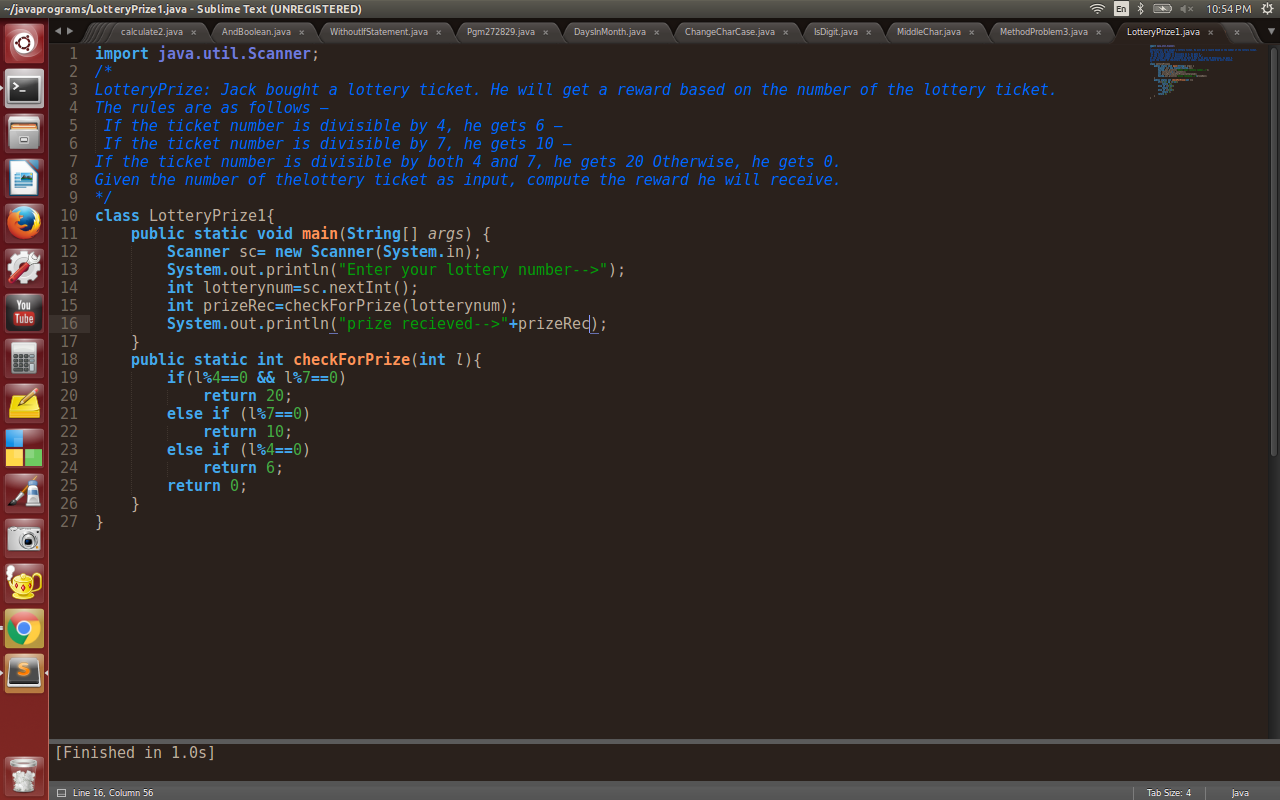 ~/javaprograms/LotteryPrize1.java - Sublime Text (UNREGISTERED)
En
10:54 PM
calculate2.java
AndBoolean.java
WithoutIfStatement.java
Pgm272829.java
DaysInMonth.java
ChangeCharCase.java
IsDigit.java
MiddleChar.java
MethodProblem3.java
LotteryPrize1.java
1 import java.util.Scanner;
2 /*
3 LotteryPrize: Jack bought a lottery ticket. He will get a reward based on the number of the lottery ticket.
4 The rules are as follows –
5 If the ticket number is divisible by 4, he gets 6 –
6 If the ticket number is divisible by 7, he gets 10 –
7 If the ticket number is divisible by both 4 and 7, he gets 20 Otherwise, he gets 0.
8 Given the number of thelottery ticket as input, compute the reward he will receive.
9 */
10 class LotteryPrize1{
11 public static void main(String[] args) {
12 Scanner sc= new Scanner(System.in);
13 System.out.println("Enter your lottery number-->");
14 int lotterynum=sc.nextInt();
15 int prizeRec=checkForPrize(lotterynum);
16 System.out.println("prize recieved-->"+prizeRec);
17 }
18 public static int checkForPrize(int l){
19 if(l%4==0 && l%7==0)
20 return 20;
21 else if (l%7==0)
22 return 10;
23 else if (l%4==0)
24 return 6;
25 return 0;
26 }
27 }
You
Tube
[Finished in 1.0s]
Line 16, Column 56
Tab Size: 4
Java